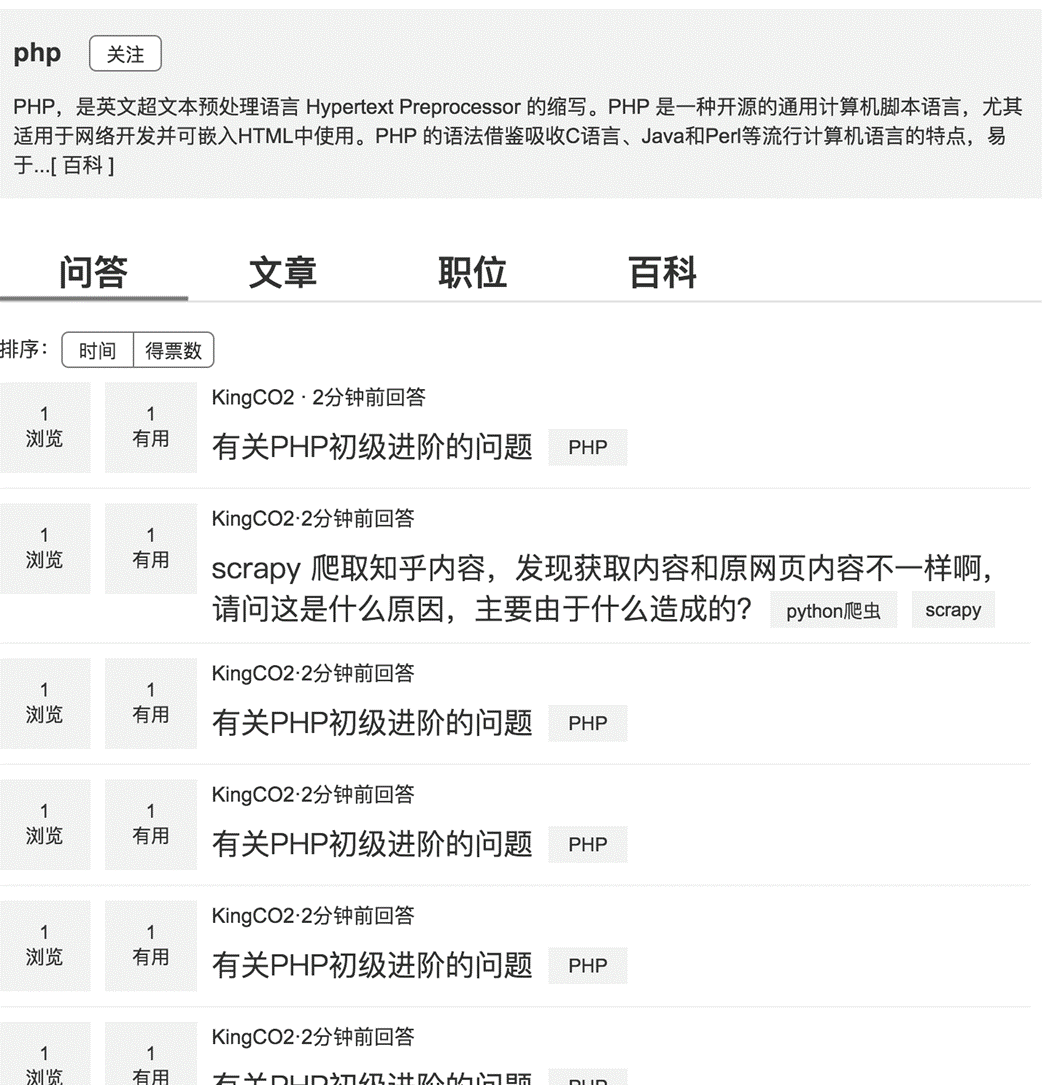 php 关注
PHP，是英文超文本预处理语言 Hypertext Preprocessor 的缩写。PHP 是一种开源的通用计算机脚本语言，尤其
适用于网络开发并可嵌入HTML中使用。PHP 的语法借鉴吸收C语言、Java和Perl等流行计算机语言的特点，易
于...[ 百科 ]
问答 文章 职位 百科
排序： 时间 得票数
1 浏览 1 有用 KingCO2 · 2分钟前回答
有关PHP初级进阶的问题 PHP
1 浏览 1 有用 KingCO2·2分钟前回答
scrapy 爬取知乎内容，发现获取内容和原网页内容不一样啊，
请问这是什么原因，主要由于什么造成的？ python爬虫 scrapy
1 浏览 1 有用 KingCO2·2分钟前回答
有关PHP初级进阶的问题 PHP
1 浏览 1 有用 KingCO2·2分钟前回答
有关PHP初级进阶的问题 PHP
1 浏览 1 有用 KingCO2·2分钟前回答
有关PHP初级进阶的问题 PHP
1 浏览 1 有用 KingCO2·2分钟前回答
有关PHP初级进阶的问题 PHP